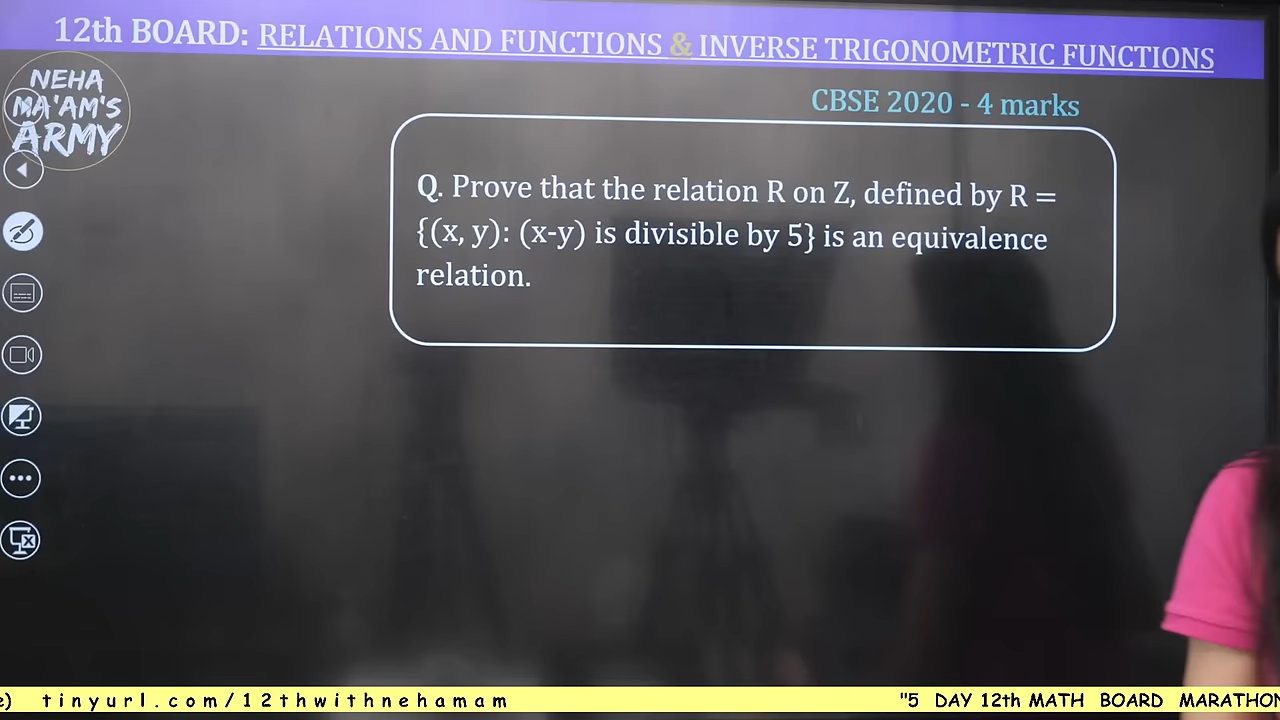 12th BOARD: RELATIONS AND FUNCTIONS & INVERSE TRIGONOMETRIC FUNCTIONS
NEHA
MA'AM'S
ARMY
CBSE 2020 - 4 marks
Q. Prove that the relation R on Z, defined by R =
{(x, y): (x-y) is divisible by 5} is an equivalence
relation.
tinyurl.com/12thwithnehamam
"5 DAY 12th MATH BOARD MARATHON